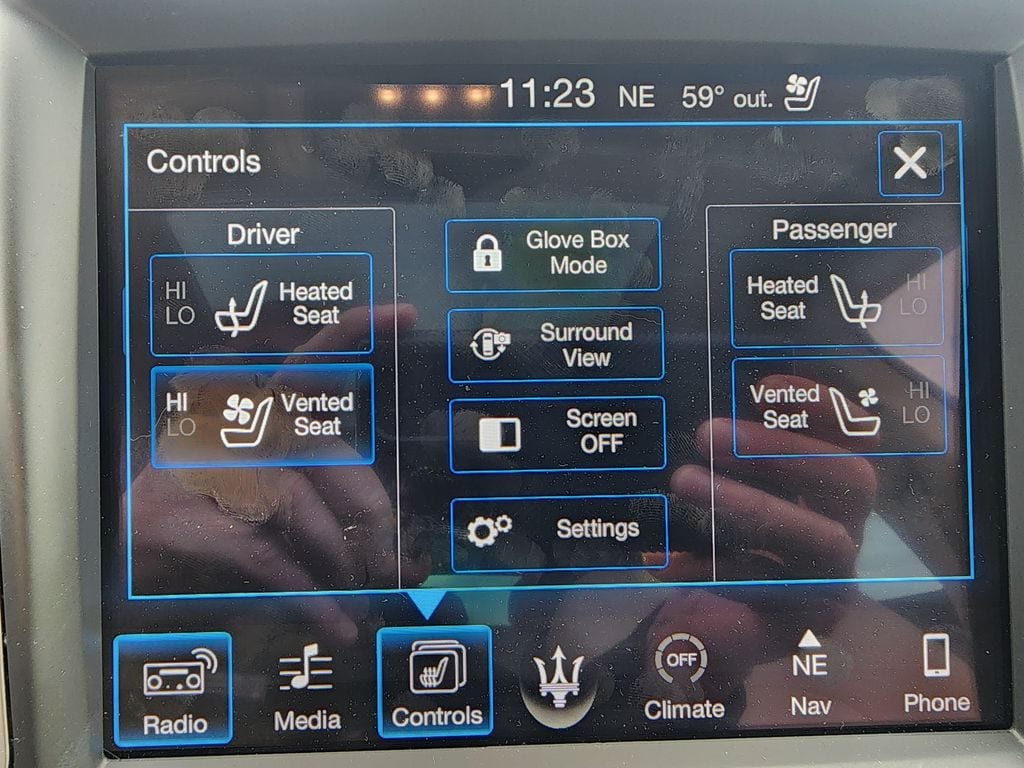 11:23 NE 59° out.
Controls
Driver
HI
LO
Heated
Seat
HI
LO
Vented
Seat
Glove Box
Mode
Surround
View
Screen
OFF
Settings
Passenger
Heated
Seat
HI
LO
Vented
Seat
HI
LO
Radio
Media
Controls
OFF
Climate
NE
Nav
Phone